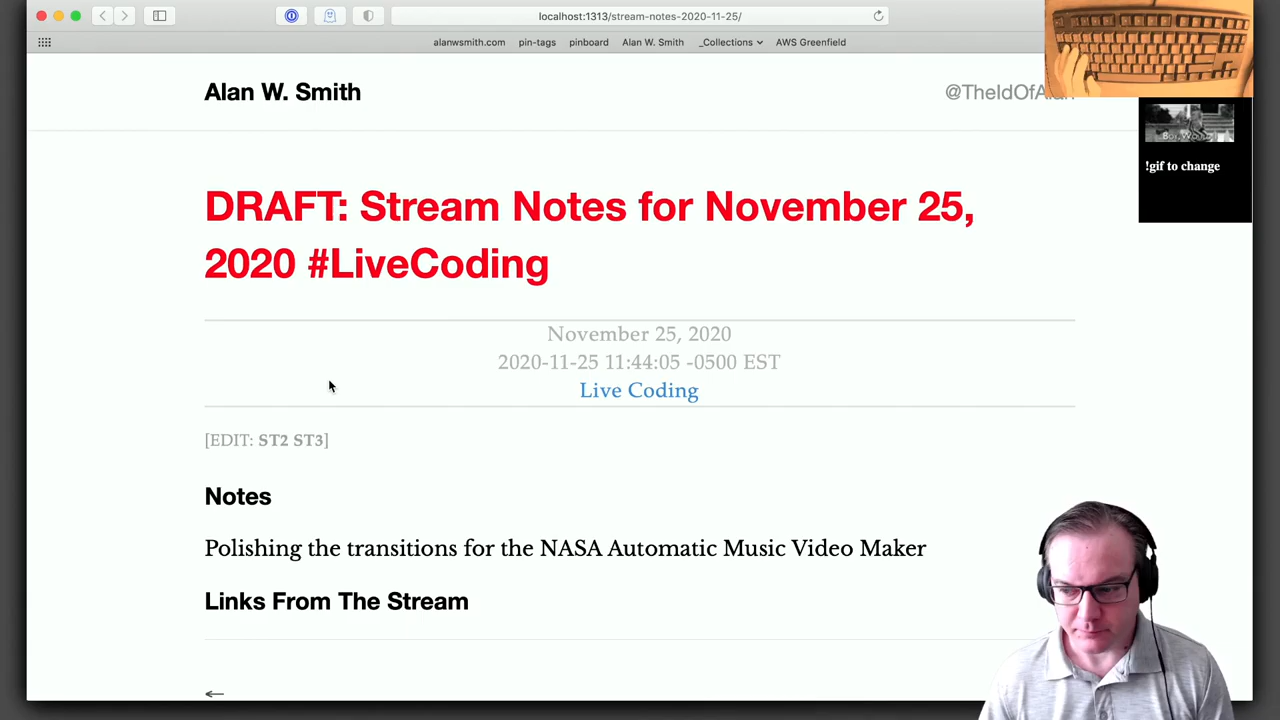 localhost:1313/stream-notes-2020-11-25/
alanwsmith.com pin-tags pinboard Alan W. Smith _Collections AWS Greenfield
Alan W. Smith
@TheIdOfAlan
!gif to change
DRAFT: Stream Notes for November 25,
2020 #LiveCoding
November 25, 2020
2020-11-25 11:44:05 -0500 EST
Live Coding
[EDIT: ST2 ST3]
Notes
Polishing the transitions for the NASA Automatic Music Video Maker
Links From The Stream
←